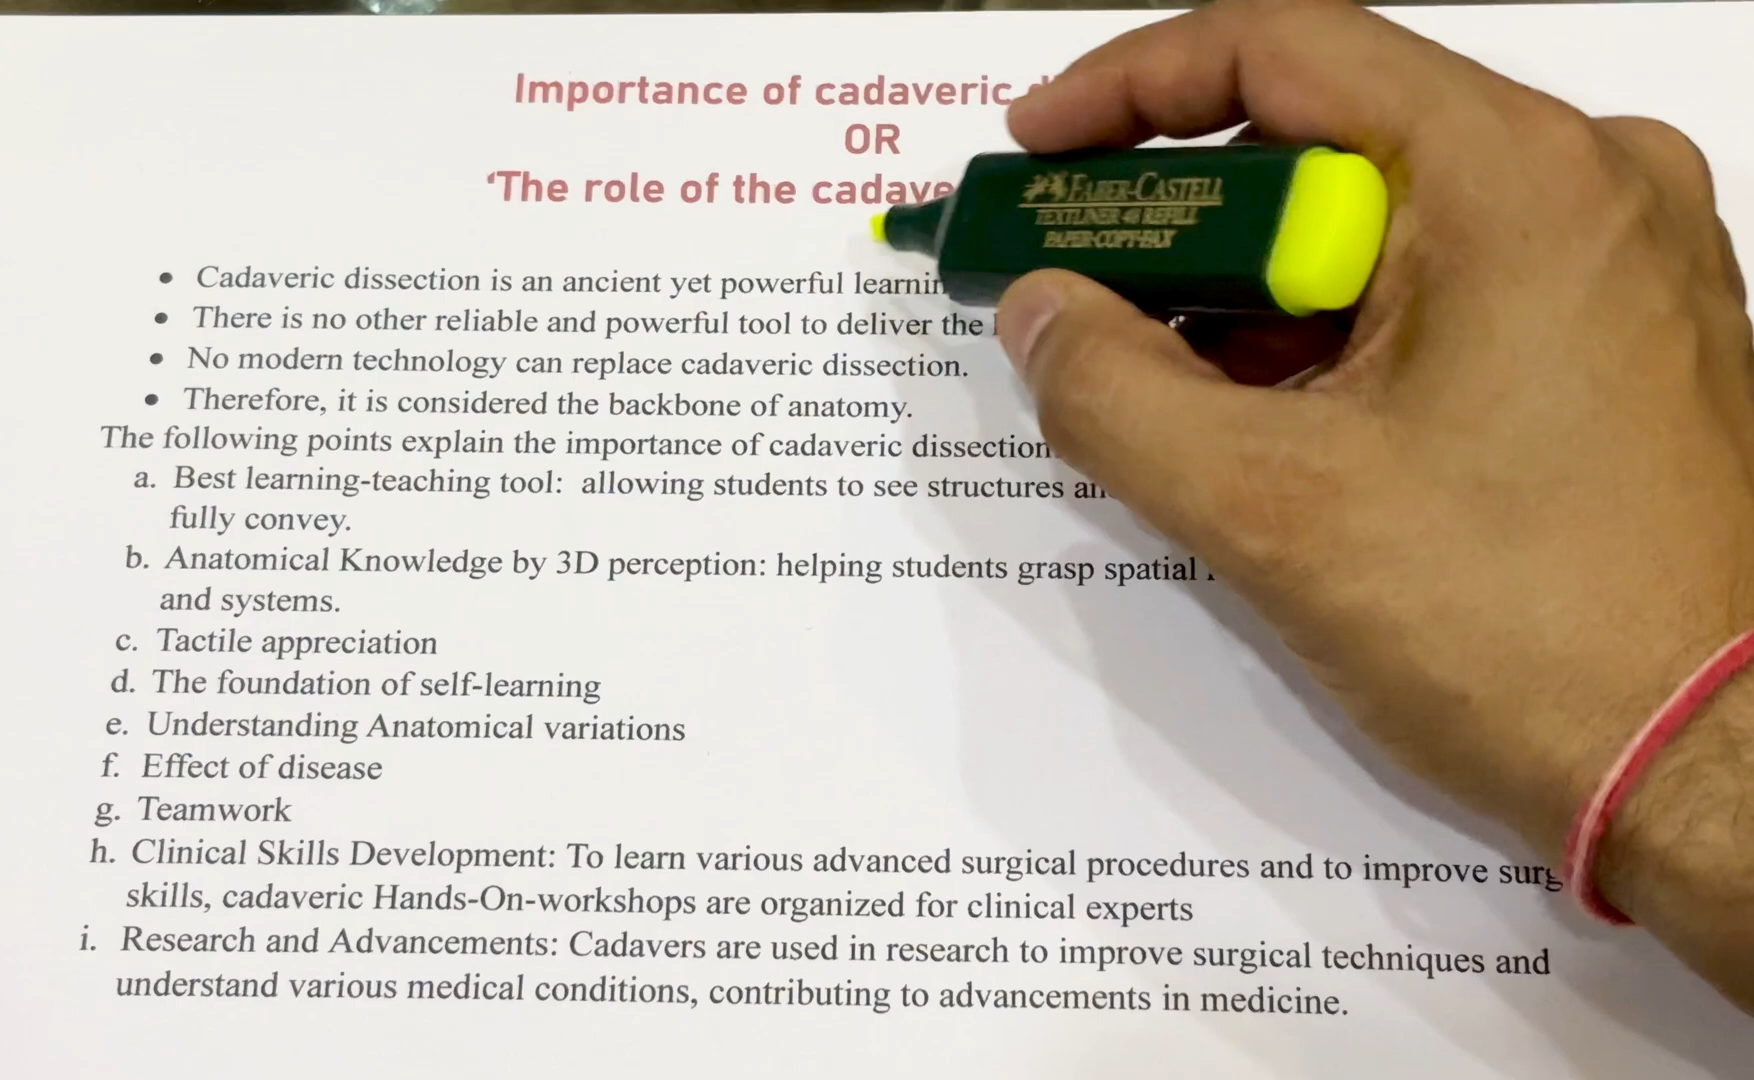 Importance of cadaveric
OR
‘The role of the
• Cadaveric dissection is an ancient yet powerful
• There is no other reliable and powerful tool to deliver the
• No modern technology can replace cadaveric dissection.
• Therefore, it is considered the backbone of anatomy.
The following points explain the importance of cadaveric dissection
a. Best learning-teaching tool: allowing students to see structures
fully convey.
b. Anatomical Knowledge by 3D perception: helping students grasp spatial
and systems.
c. Tactile appreciation
d. The foundation of self-learning
e. Understanding Anatomical variations
f. Effect of disease
g. Teamwork
h. Clinical Skills Development: To learn various advanced surgical procedures and to improve
skills, cadaveric Hands-On-workshops are organized for clinical experts
i. Research and Advancements: Cadavers are used in research to improve surgical techniques and
understand various medical conditions, contributing to advancements in medicine.
FABER-CASTELL
TEXTLINER 48 REFILL
PAPER·COPY·FAX